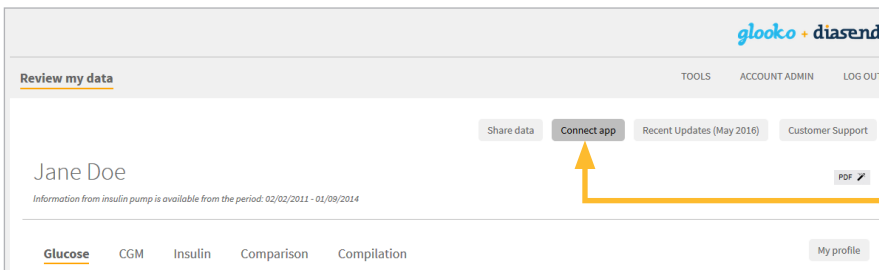 glooko + diasend
Review my data
TOOLS ACCOUNT ADMIN LOG OUT
Share data Connect app Recent Updates (May 2016) Customer Support
Jane Doe
PDF
Information from insulin pump is available from the period: 02/02/2011 - 01/09/2014
Glucose CGM Insulin Comparison Compilation
My profile